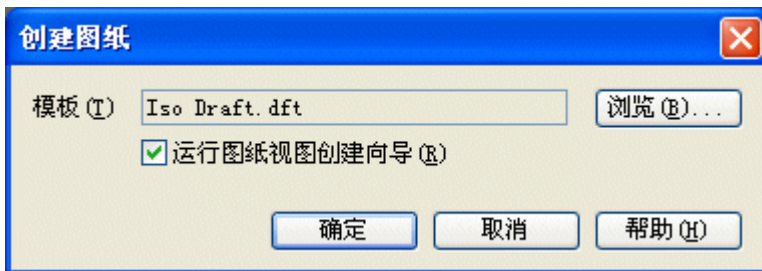 创建图纸
模板(T) Iso Draft.dft 浏览(B)...
运行图纸视图创建向导(R)
确定 取消 帮助(H)